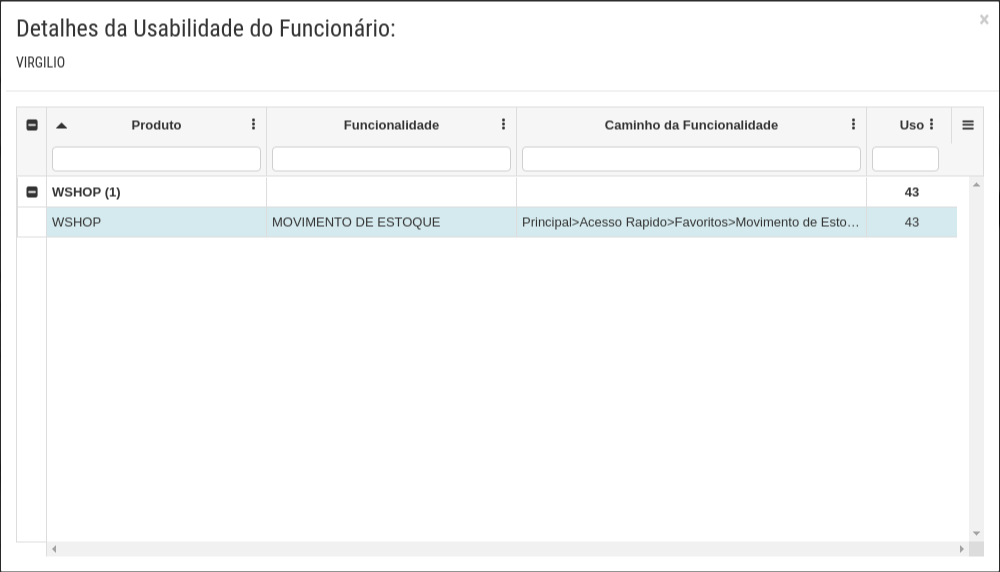 Detalhes da Usabilidade do Funcionário:
×
VIRGILIO
Produto Funcionalidade Caminho da Funcionalidade Uso
WSHOP (1) 43
WSHOP MOVIMENTO DE ESTOQUE Principal>Acesso Rapido>Favoritos>Movimento de Esto... 43